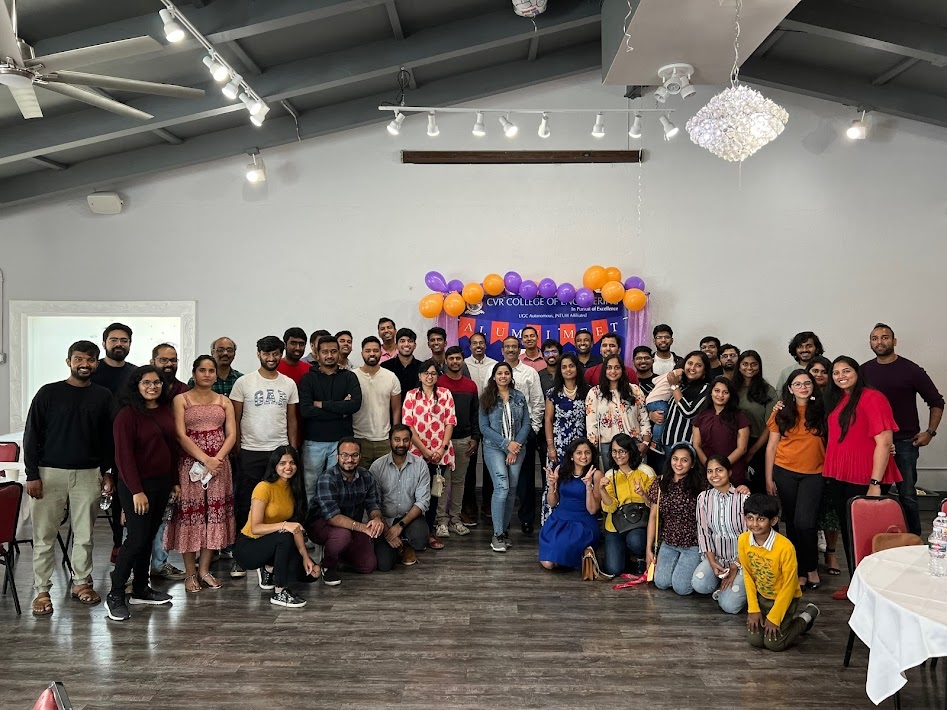 CVR COLLEGE OF ENGINEERING
In Pursuit of Excellence
UGC Autonomous, JNTUH Affiliated
ALUMNI MEET
GAP